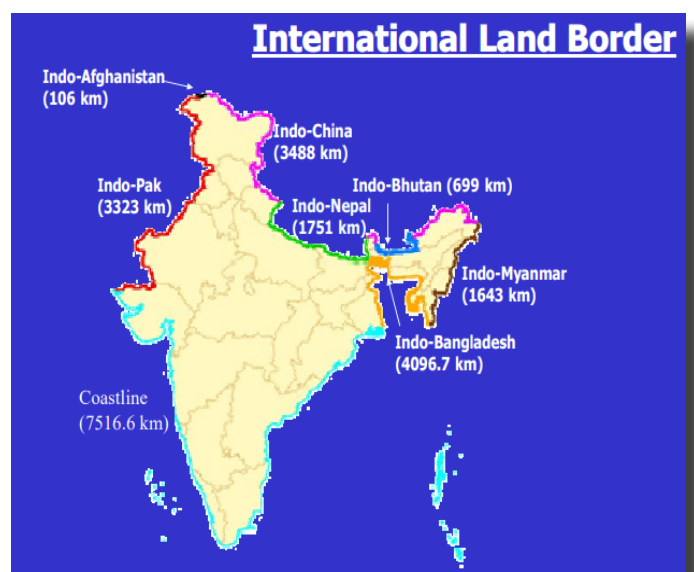 International Land Border
Indo-Afghanistan
(106 km)
Indo-China
(3488 km)
Indo-Pak
(3323 km)
Indo-Bhutan (699 km)
Indo-Nepal
(1751 km)
Indo-Myanmar
(1643 km)
Indo-Bangladesh
(4096.7 km)
Coastline
(7516.6 km)